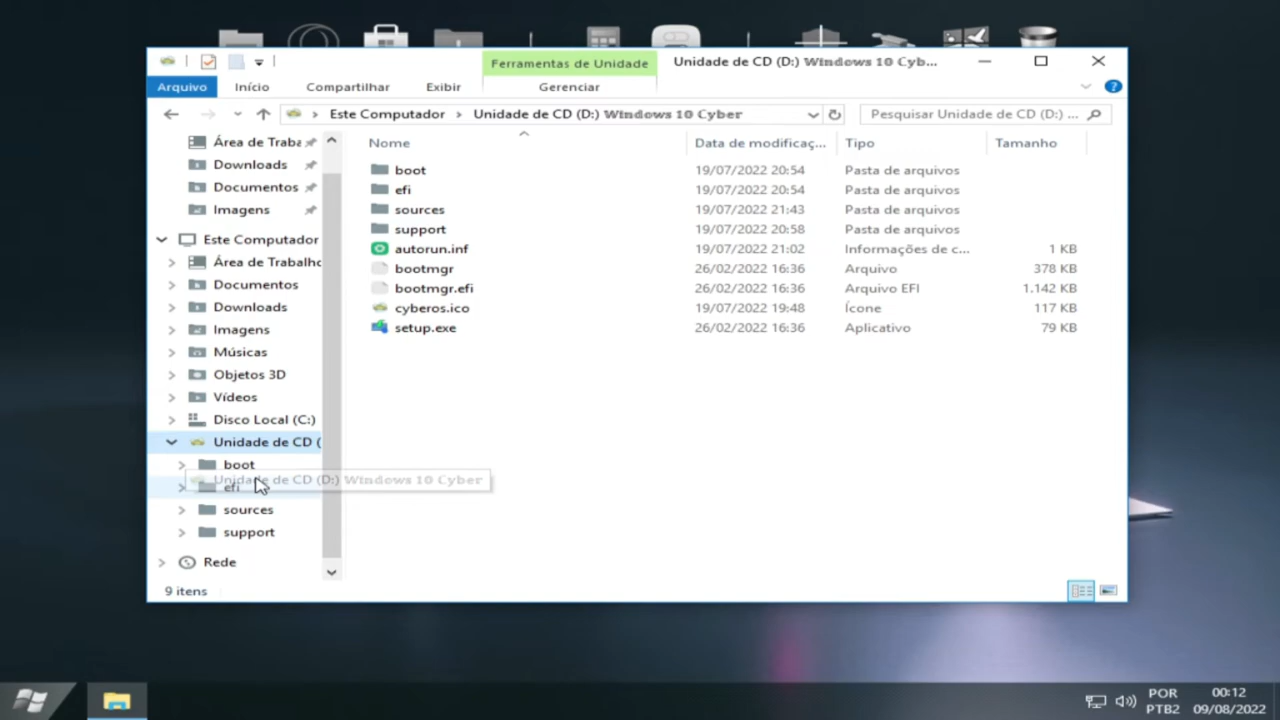 Ferramentas de Unidade
Unidade de CD (D:) Windows 10 Cyb...
Arquivo Início Compartilhar Exibir Gerenciar
Este Computador > Unidade de CD (D:) Windows 10 Cyber
Pesquisar Unidade de CD (D:) ...
Área de Traba
Downloads
Documentos
Imagens
Este Computador
Área de Trabalho
Documentos
Downloads
Imagens
Músicas
Objetos 3D
Vídeos
Disco Local (C:)
Unidade de CD (
boot
Unidade de CD (D:) Windows 10 Cyber
efi
sources
support
Rede
Nome Data de modificaç... Tipo Tamanho
boot 19/07/2022 20:54 Pasta de arquivos
efi 19/07/2022 20:54 Pasta de arquivos
sources 19/07/2022 21:43 Pasta de arquivos
support 19/07/2022 20:58 Pasta de arquivos
autorun.inf 19/07/2022 21:02 Informações de c... 1 KB
bootmgr 26/02/2022 16:36 Arquivo 378 KB
bootmgr.efi 26/02/2022 16:36 Arquivo EFI 1.142 KB
cyberos.ico 19/07/2022 19:48 Ícone 117 KB
setup.exe 26/02/2022 16:36 Aplicativo 79 KB
9 itens
POR
PTB2
00:12
09/08/2022